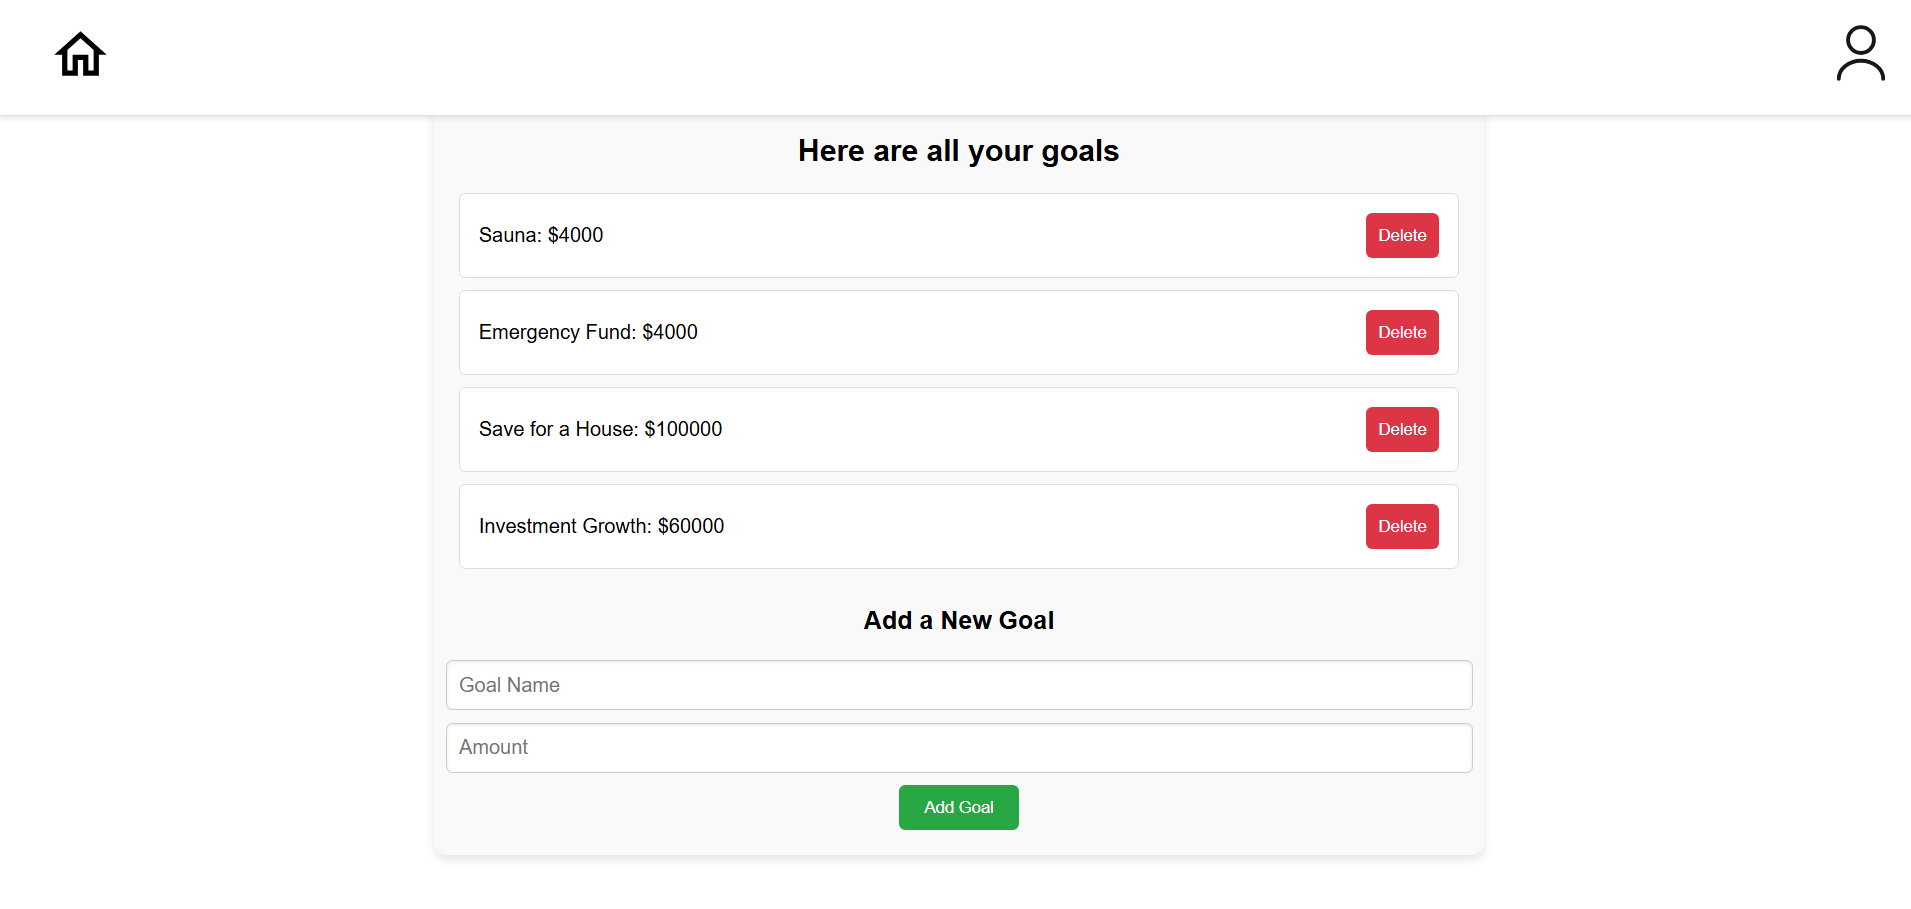 Here are all your goals
Sauna: $4000
Delete
Emergency Fund: $4000
Delete
Save for a House: $100000
Delete
Investment Growth: $60000
Delete
Add a New Goal
Goal Name
Amount
Add Goal